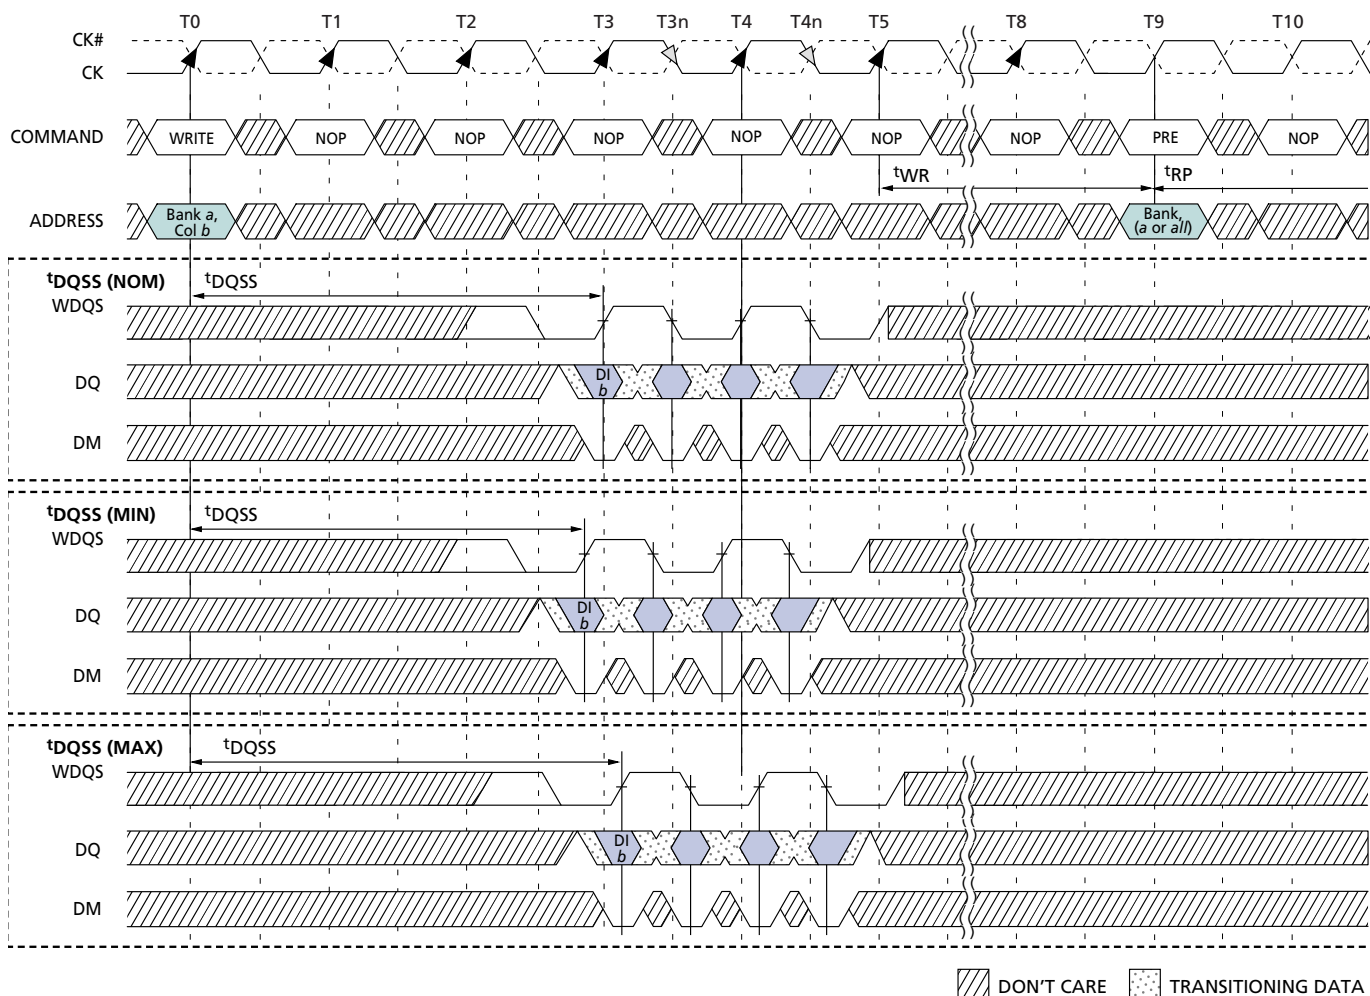 T0 T1 T2 T3 T3n T4 T4n T5 T8 T9 T10
CK#
CK
COMMAND WRITE NOP NOP NOP NOP NOP NOP PRE NOP
tWR tRP
ADDRESS Bank a, Col b Bank, (a or all)
tDQSS (NOM) tDQSS
WDQS
DQ DI b
DM
tDQSS (MIN) tDQSS
WDQS
DQ DI b
DM
tDQSS (MAX) tDQSS
WDQS
DQ DI b
DM
DON'T CARE TRANSITIONING DATA